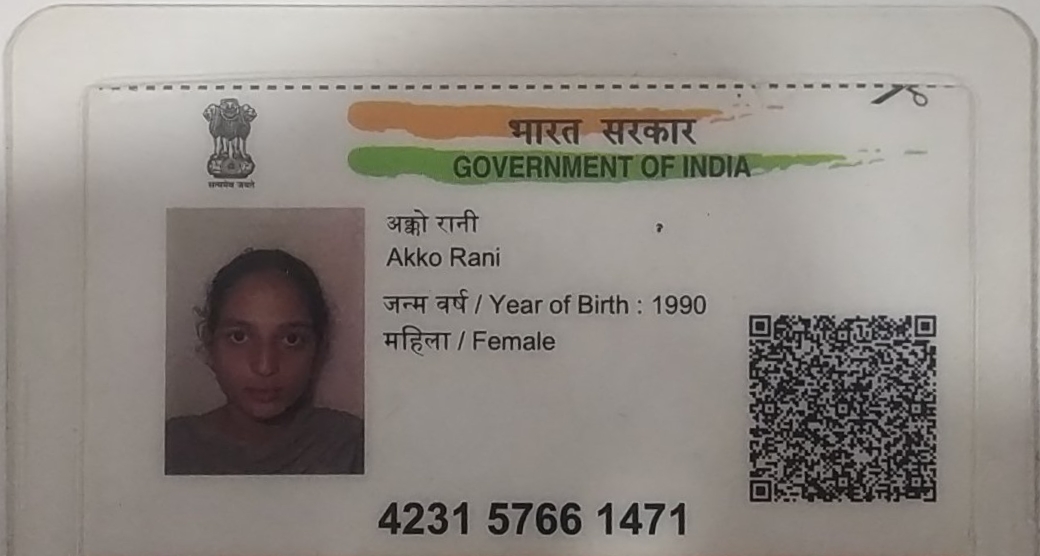 भारत सरकार
GOVERNMENT OF INDIA
सत्यमेव जयते
अक्को रानी
Akko Rani
जन्म वर्ष / Year of Birth : 1990
महिला / Female
4231 5766 1471